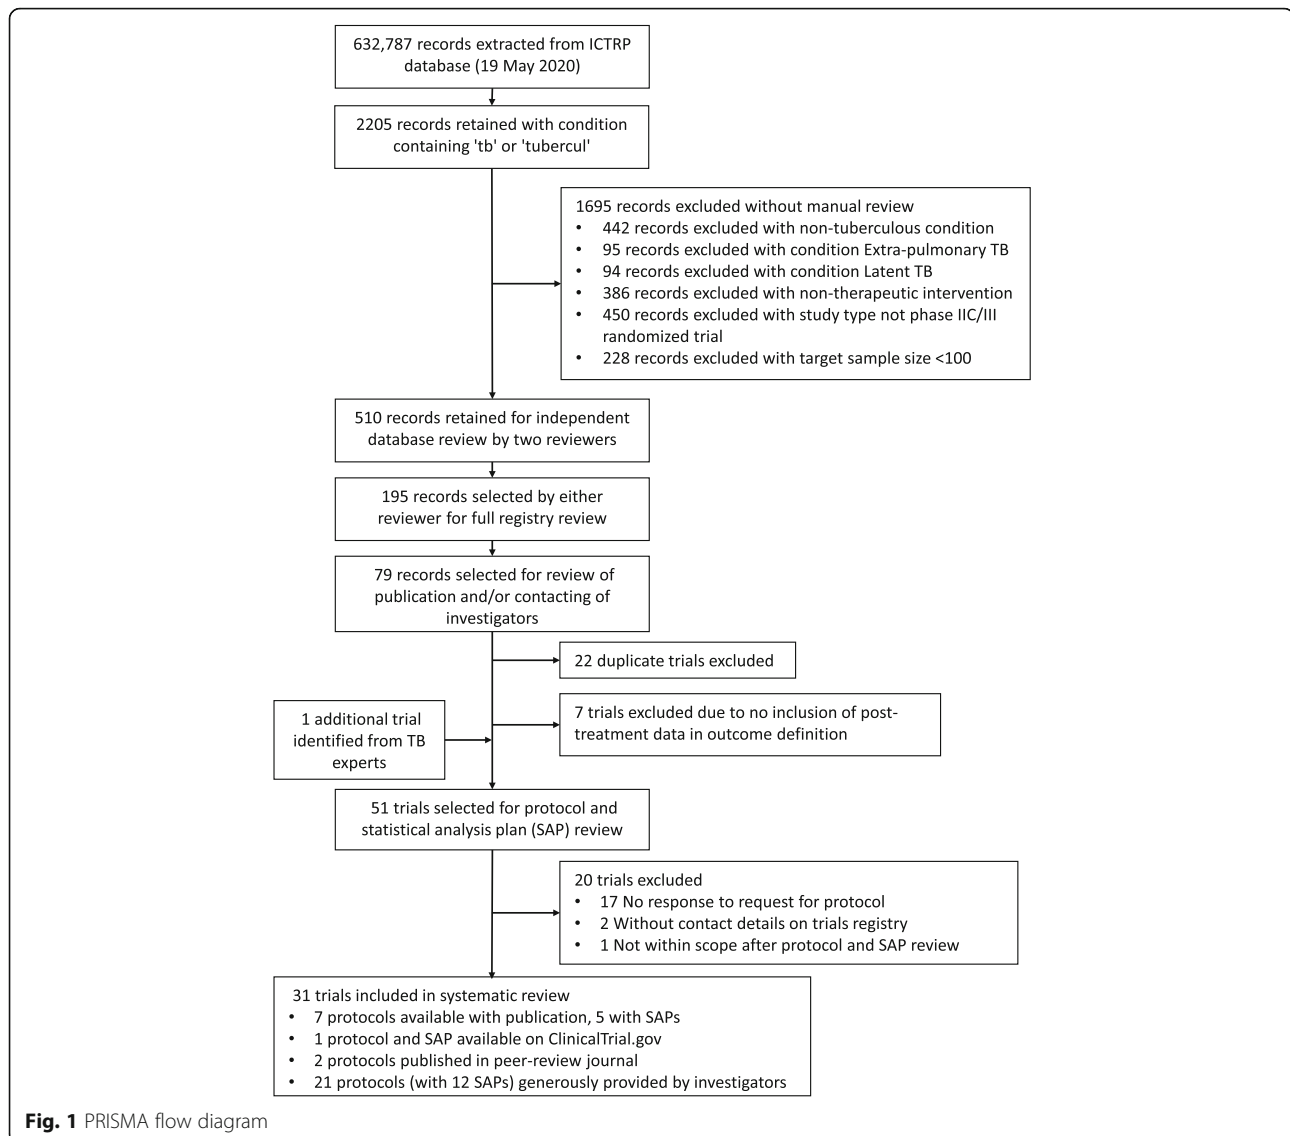 632,787 records extracted from ICTRP
database (19 May 2020)
2205 records retained with condition
containing 'tb' or 'tubercul'
1695 records excluded without manual review
• 442 records excluded with non-tuberculous condition
• 95 records excluded with condition Extra-pulmonary TB
• 94 records excluded with condition Latent TB
• 386 records excluded with non-therapeutic intervention
• 450 records excluded with study type not phase IIC/III
randomized trial
• 228 records excluded with target sample size <100
510 records retained for independent
database review by two reviewers
195 records selected by either
reviewer for full registry review
79 records selected for review of
publication and/or contacting of
investigators
22 duplicate trials excluded
7 trials excluded due to no inclusion of post-
treatment data in outcome definition
1 additional trial
identified from TB
experts
51 trials selected for protocol and
statistical analysis plan (SAP) review
20 trials excluded
• 17 No response to request for protocol
• 2 Without contact details on trials registry
• 1 Not within scope after protocol and SAP review
31 trials included in systematic review
• 7 protocols available with publication, 5 with SAPs
• 1 protocol and SAP available on ClinicalTrial.gov
• 2 protocols published in peer-review journal
• 21 protocols (with 12 SAPs) generously provided by investigators
Fig. 1 PRISMA flow diagram